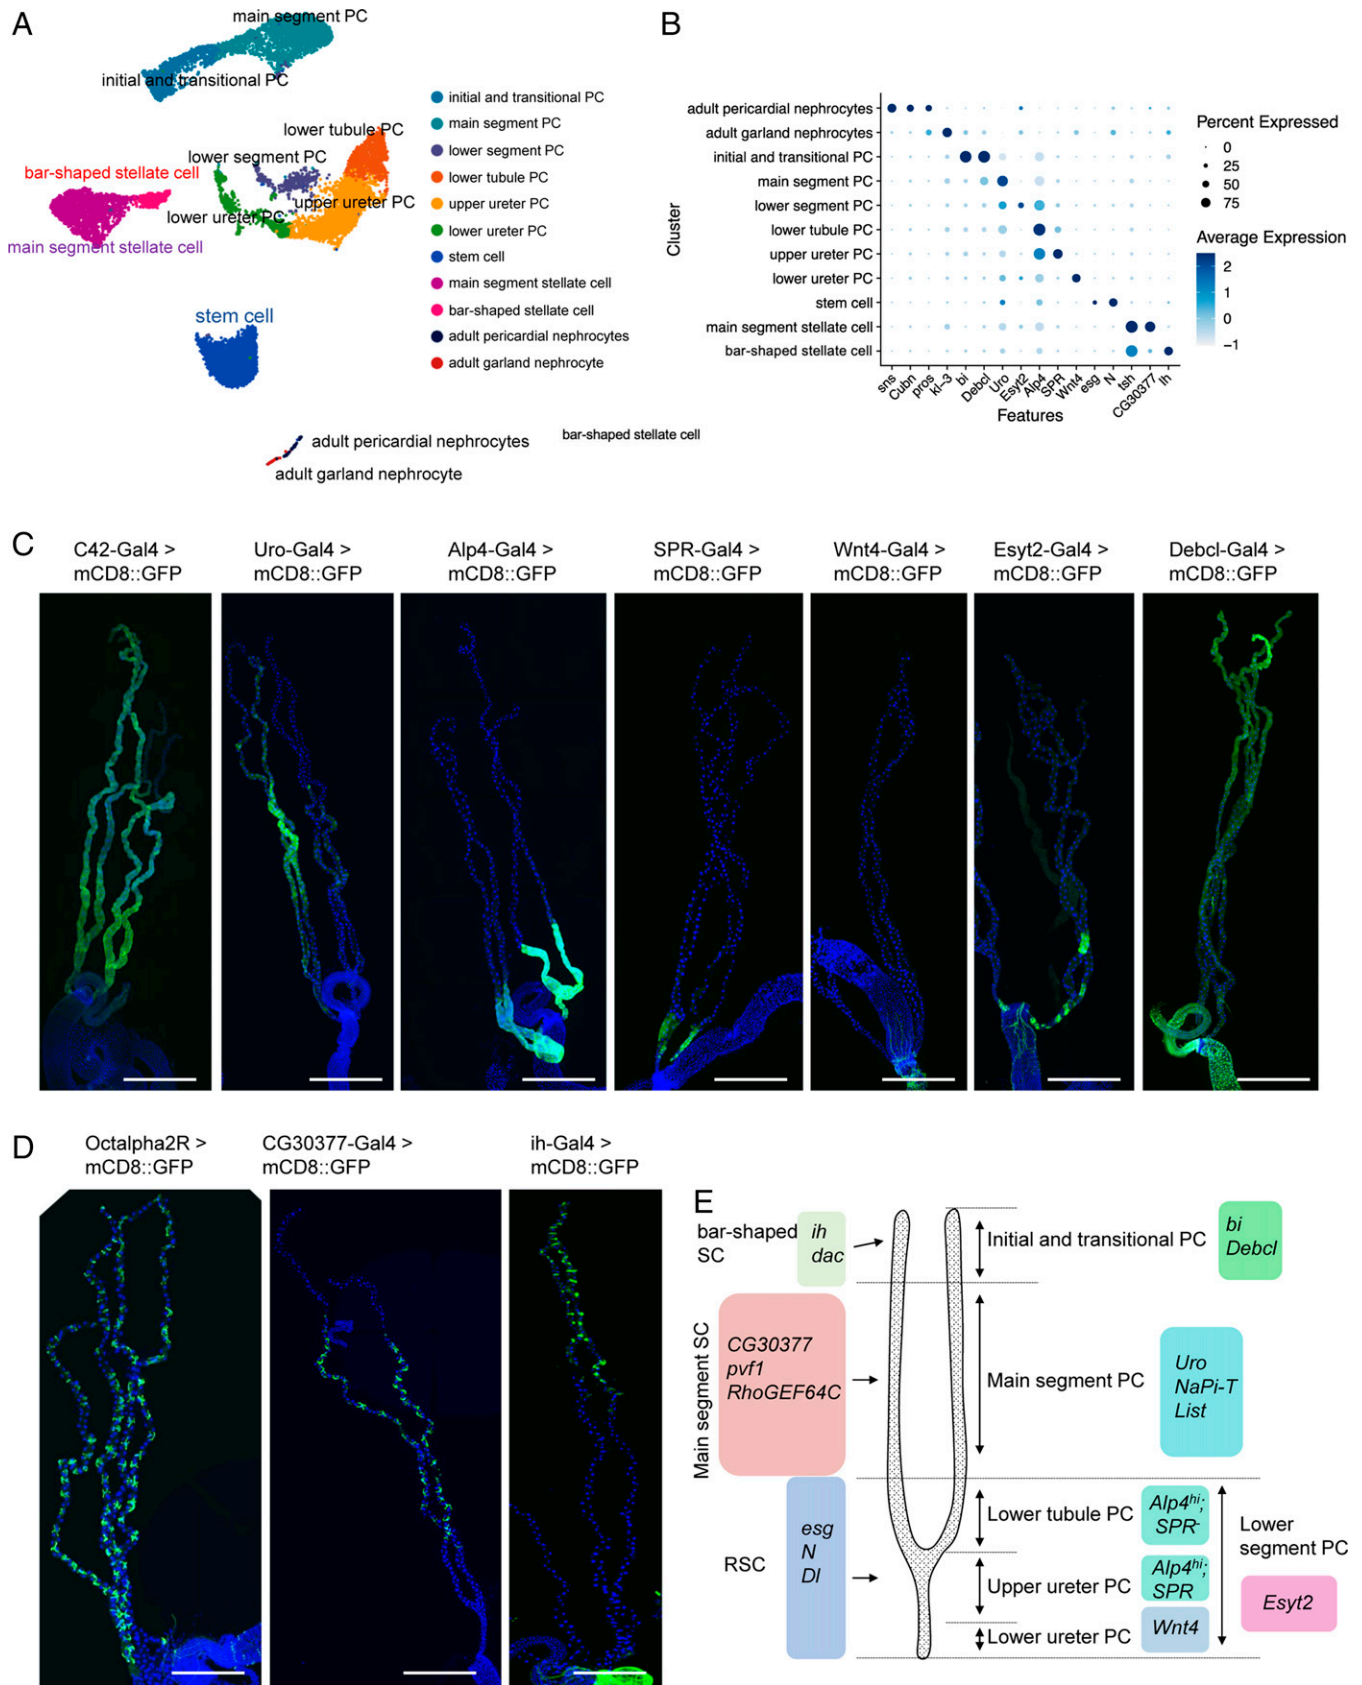 A
main segment PC
initial and transitional PC
lower tubule PC
lower segment PC
bar-shaped stellate cell
upper ureter PC
lower ureter PC
main segment stellate cell
stem cell
adult pericardial nephrocytes
adult garland nephrocyte
bar-shaped stellate cell
initial and transitional PC
main segment PC
lower segment PC
lower tubule PC
upper ureter PC
lower ureter PC
stem cell
main segment stellate cell
bar-shaped stellate cell
adult pericardial nephrocytes
adult garland nephrocyte
B
Cluster
adult pericardial nephrocytes
adult garland nephrocytes
initial and transitional PC
main segment PC
lower segment PC
lower tubule PC
upper ureter PC
lower ureter PC
stem cell
main segment stellate cell
bar-shaped stellate cell
sns
Cubn
pros
kl-3
bi
Debcl
Uro
Esyt2
Alp4
SPR
Wnt4
esg
N
tsh
CG30377
Ih
Features
Percent Expressed
0
25
50
75
Average Expression
2
1
0
−1
C
C42-Gal4 >
mCD8::GFP
Uro-Gal4 >
mCD8::GFP
Alp4-Gal4 >
mCD8::GFP
SPR-Gal4 >
mCD8::GFP
Wnt4-Gal4 >
mCD8::GFP
Esyt2-Gal4 >
mCD8::GFP
Debcl-Gal4 >
mCD8::GFP
D
Octalpha2R >
mCD8::GFP
CG30377-Gal4 >
mCD8::GFP
ih-Gal4 >
mCD8::GFP
E
bar-shaped
SC
ih
dac
Main segment SC
CG30377
pvf1
RhoGEF64C
RSC
esg
N
Dl
Initial and transitional PC
bi
Debcl
Main segment PC
Uro
NaPi-T
List
Lower tubule PC
Alp4hi;
SPR-
Upper ureter PC
Alp4hi;
SPR
Lower ureter PC
Wnt4
Lower
segment PC
Esyt2